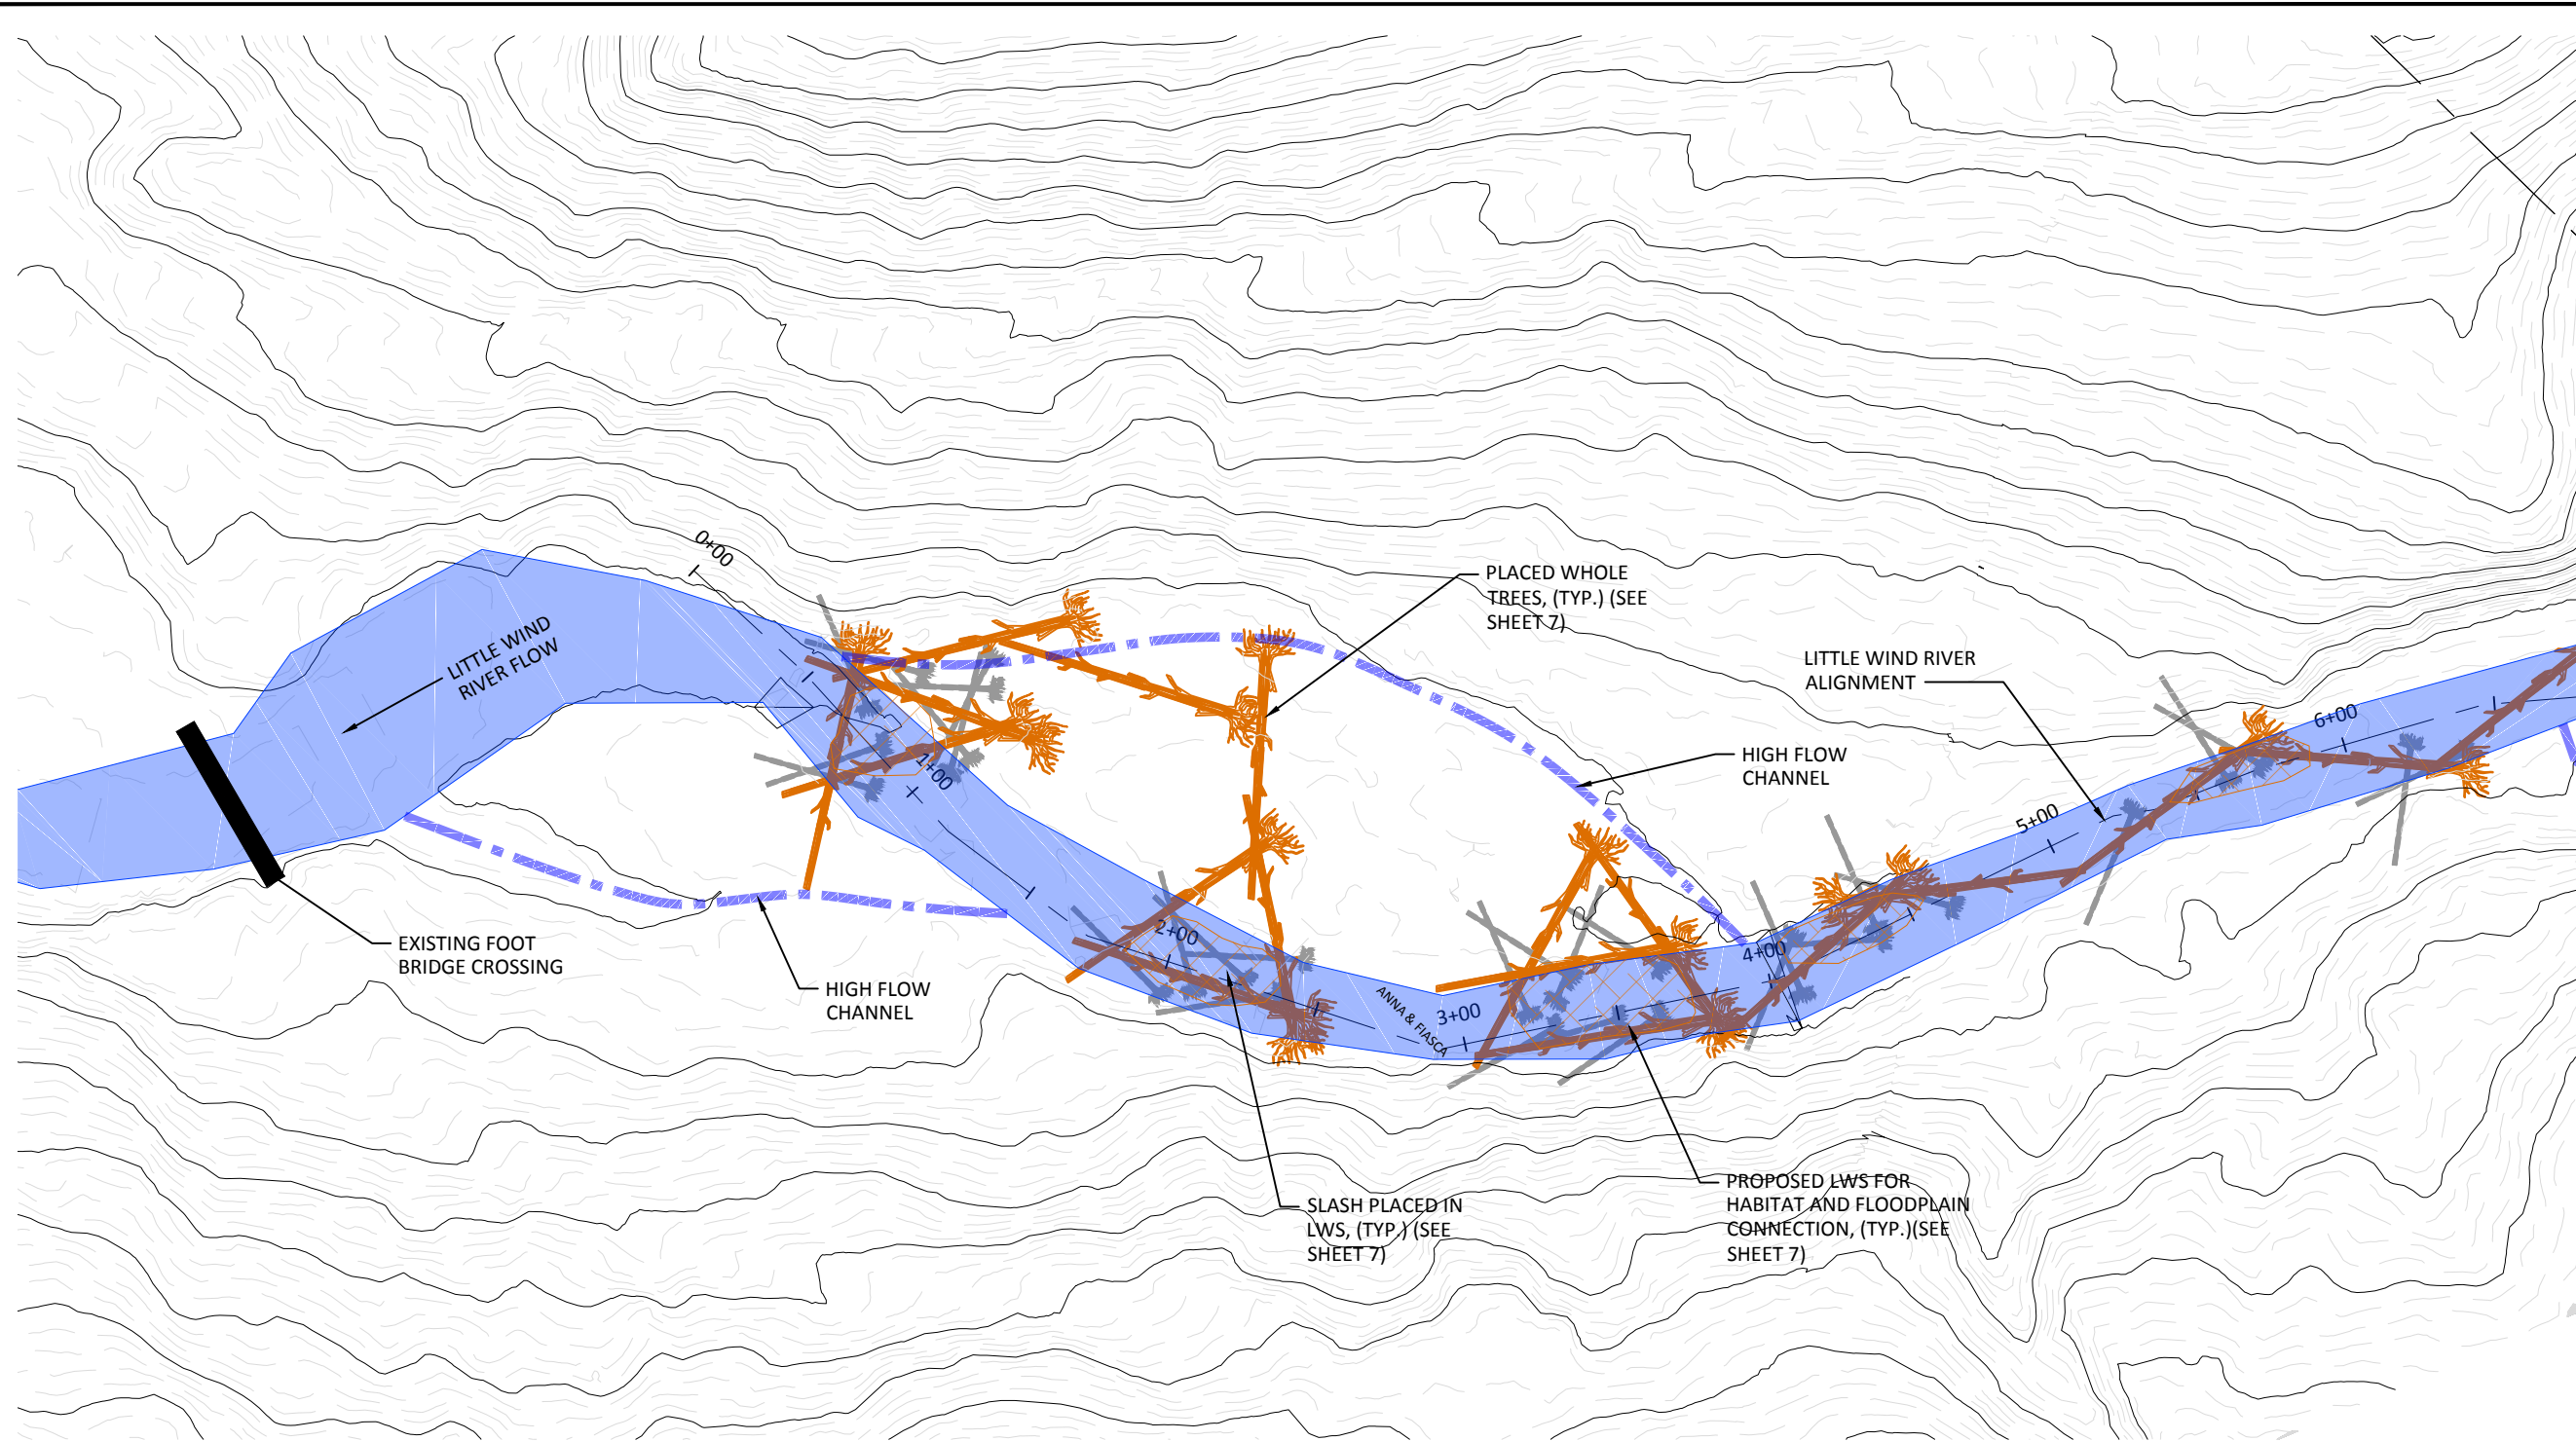 0+00
PLACED WHOLE
TREES, (TYP.) (SEE
SHEET 7)
LITTLE WIND
RIVER FLOW
LITTLE WIND RIVER
ALIGNMENT
6+00
HIGH FLOW
CHANNEL
1+00
5+00
2+00
4+00
EXISTING FOOT
BRIDGE CROSSING
HIGH FLOW
CHANNEL
ANNA & FIASCA
3+00
SLASH PLACED IN
LWS, (TYP.) (SEE
SHEET 7)
PROPOSED LWS FOR
HABITAT AND FLOODPLAIN
CONNECTION, (TYP.)(SEE
SHEET 7)